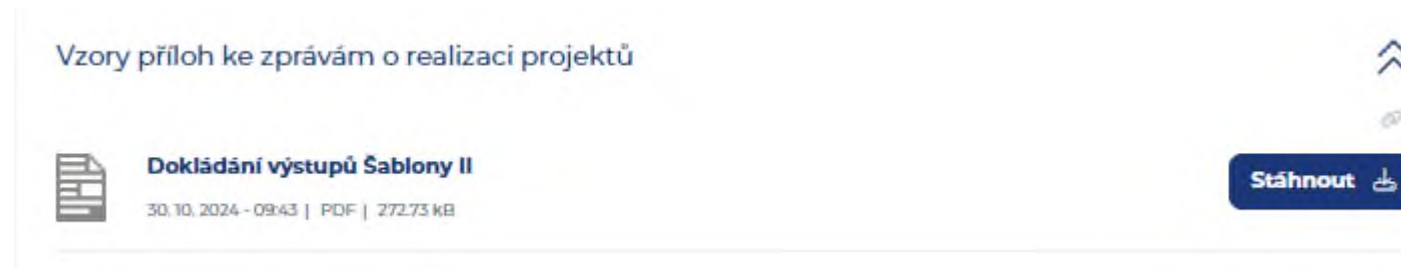 Vzory příloh ke zprávám o realizaci projektů
Dokládání výstupů Šablony II
Stáhnout
30. 10. 2024 - 09:43 | PDF | 272.73 kB